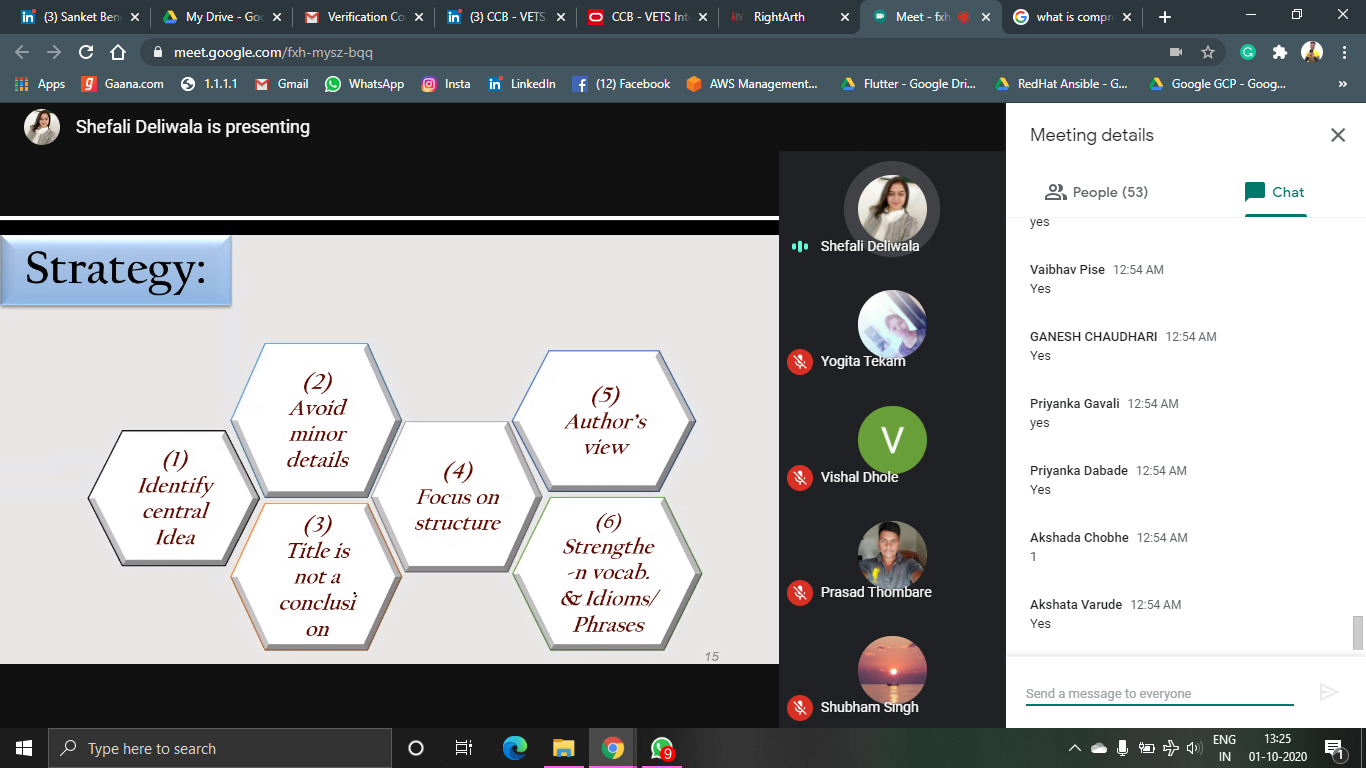 (3) Sanket Ben
My Drive - Goo
Verification Co
(3) CCB - VETS
CCB - VETS Int
RightArth
Meet - fxh
what is compr
meet.google.com/fxh-mysz-bqq
Apps
Gaana.com
1.1.1.1
Gmail
WhatsApp
Insta
LinkedIn
(12) Facebook
AWS Management...
Flutter - Google Dri...
RedHat Ansible - G...
Google GCP - Goog...
»
Shefali Deliwala is presenting
Strategy:
(1)
Identify
central
Idea
(2)
Avoid
minor
details
(3)
Title is
not a
conclusi
on
(4)
Focus on
structure
(5)
Author's
view
(6)
Strengthe
-n vocab.
& Idioms/
Phrases
15
Shefali Deliwala
Yogita Tekam
V
Vishal Dhole
Prasad Thombare
Shubham Singh
Meeting details
People (53)
Chat
yes
Vaibhav Pise 12:54 AM
Yes
GANESH CHAUDHARI 12:54 AM
Yes
Priyanka Gavali 12:54 AM
yes
Priyanka Dabade 12:54 AM
Yes
Akshada Chobhe 12:54 AM
1
Akshata Varude 12:54 AM
Yes
Send a message to everyone
Type here to search
9
ENG
IN
13:25
01-10-2020
1